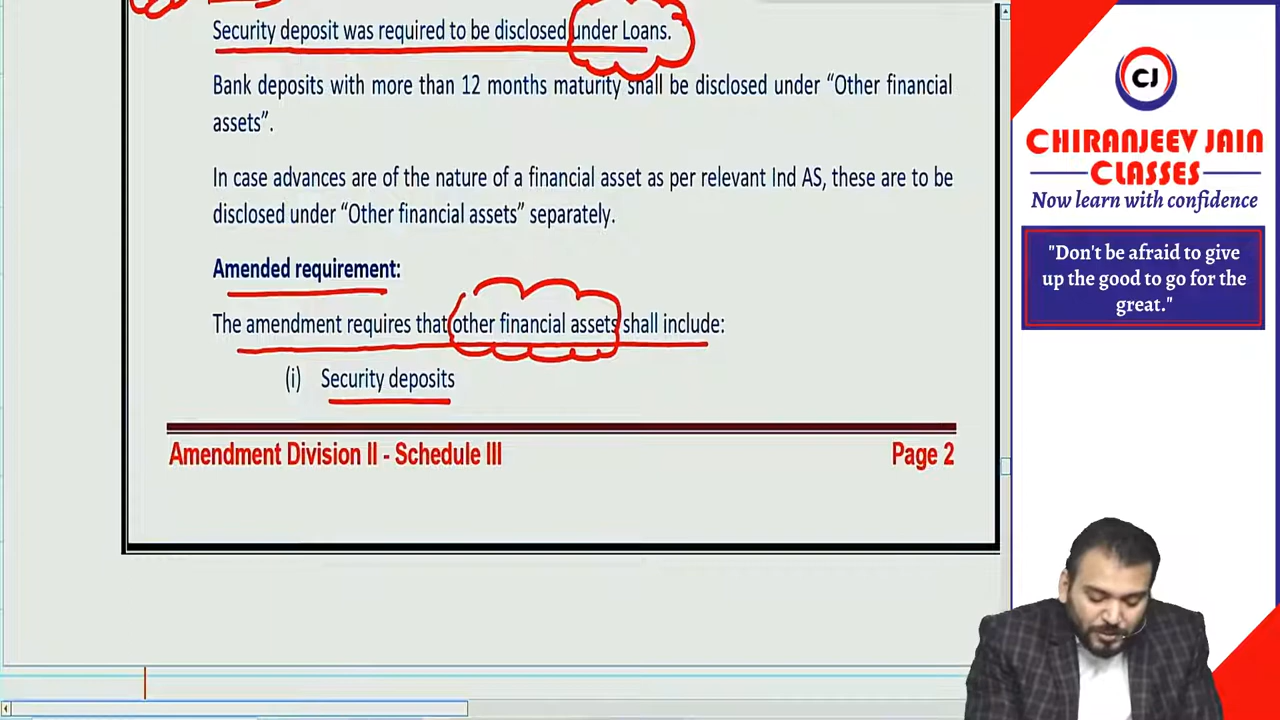 Security deposit was required to be disclosed under Loans.
Bank deposits with more than 12 months maturity shall be disclosed under “Other financial
assets”.
In case advances are of the nature of a financial asset as per relevant Ind AS, these are to be
disclosed under “Other financial assets” separately.
Amended requirement:
The amendment requires that other financial assets shall include:
(i) Security deposits
Amendment Division II - Schedule III Page 2
CJ
CHIRANJEEV JAIN
CLASSES
Now learn with confidence
"Don't be afraid to give
up the good to go for the
great."